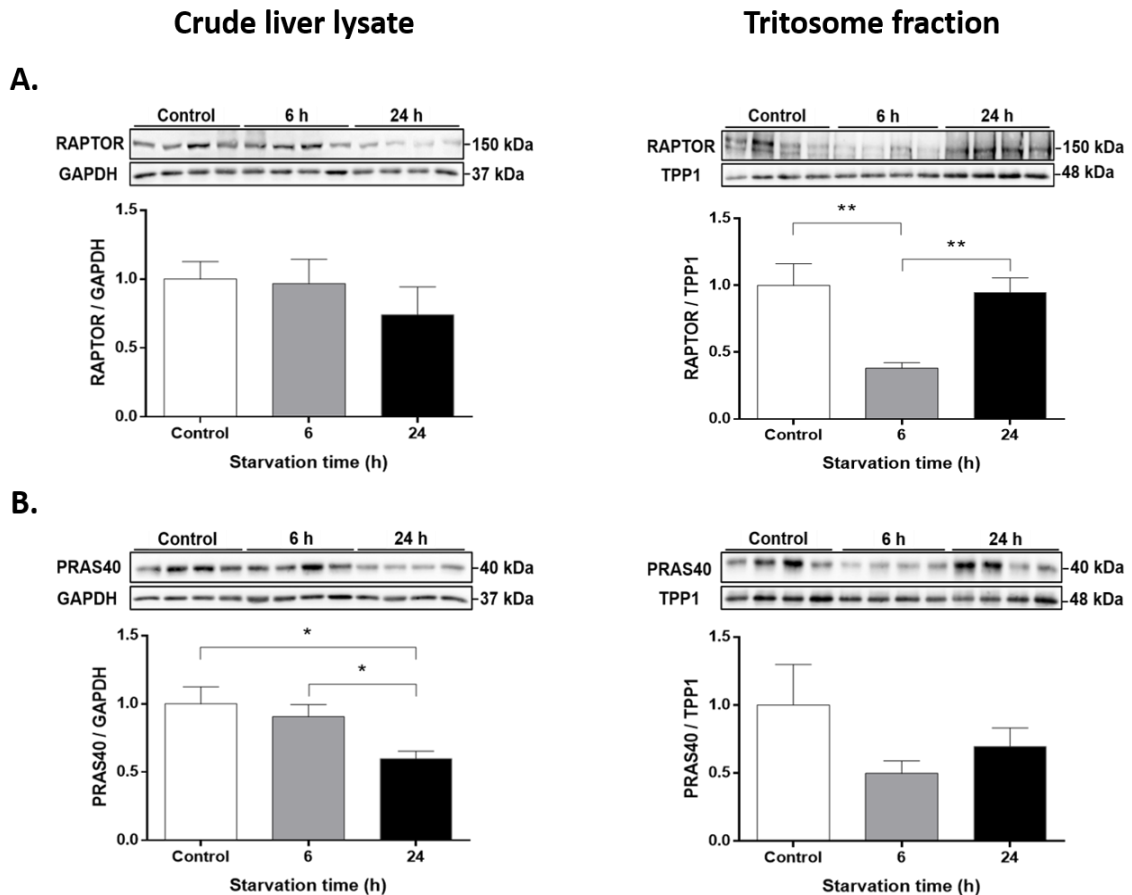 Crude liver lysate
Tritosome fraction
A.
Control 6 h 24 h
RAPTOR -150 kDa
GAPDH -37 kDa
1.5
1.0
0.5
0.0
RAPTOR / GAPDH
Control 6 24
Starvation time (h)
Control 6 h 24 h
RAPTOR -150 kDa
TPP1 -48 kDa
1.5
1.0
0.5
0.0
RAPTOR / TPP1
** 
**
Control 6 24
Starvation time (h)
B.
Control 6 h 24 h
PRAS40 -40 kDa
GAPDH -37 kDa
1.5
1.0
0.5
0.0
PRAS40 / GAPDH
*
*
Control 6 24
Starvation time (h)
Control 6 h 24 h
PRAS40 -40 kDa
TPP1 -48 kDa
1.5
1.0
0.5
0.0
PRAS40 / TPP1
Control 6 24
Starvation time (h)